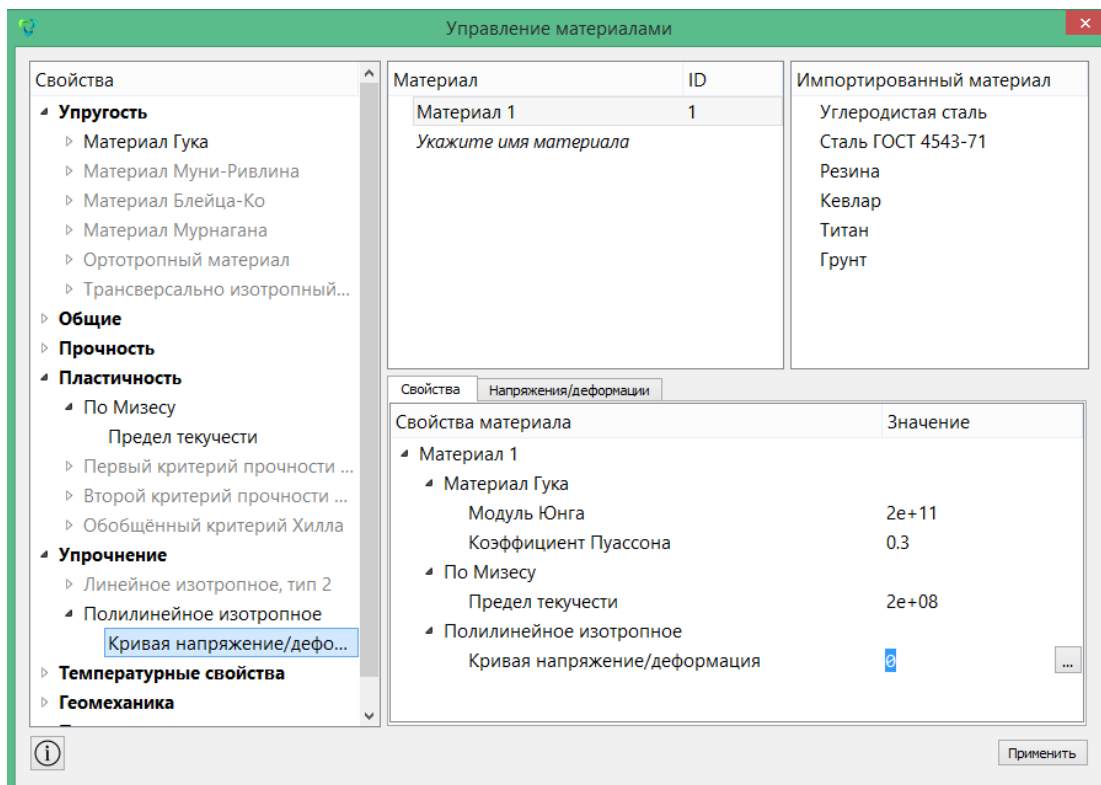 Управление материалами
Свойства
Упругость
Материал Гука
Материал Муни-Ривлина
Материал Блейца-Ко
Материал Мурнагана
Ортотропный материал
Трансверсально изотропный...
Общие
Прочность
Пластичность
По Мизесу
Предел текучести
Первый критерий прочности ...
Второй критерий прочности ...
Обобщённый критерий Хилла
Упрочнение
Линейное изотропное, тип 2
Полилинейное изотропное
Кривая напряжение/дефо...
Температурные свойства
Геомеханика
Материал ID
Материал 1 1
Укажите имя материала
Импортированный материал
Углеродистая сталь
Сталь ГОСТ 4543-71
Резина
Кевлар
Титан
Грунт
Свойства Напряжения/деформации
Свойства материала Значение
Материал 1
Материал Гука
Модуль Юнга 2e+11
Коэффициент Пуассона 0.3
По Мизесу
Предел текучести 2e+08
Полилинейное изотропное
Кривая напряжение/деформация 0 ...
Применить